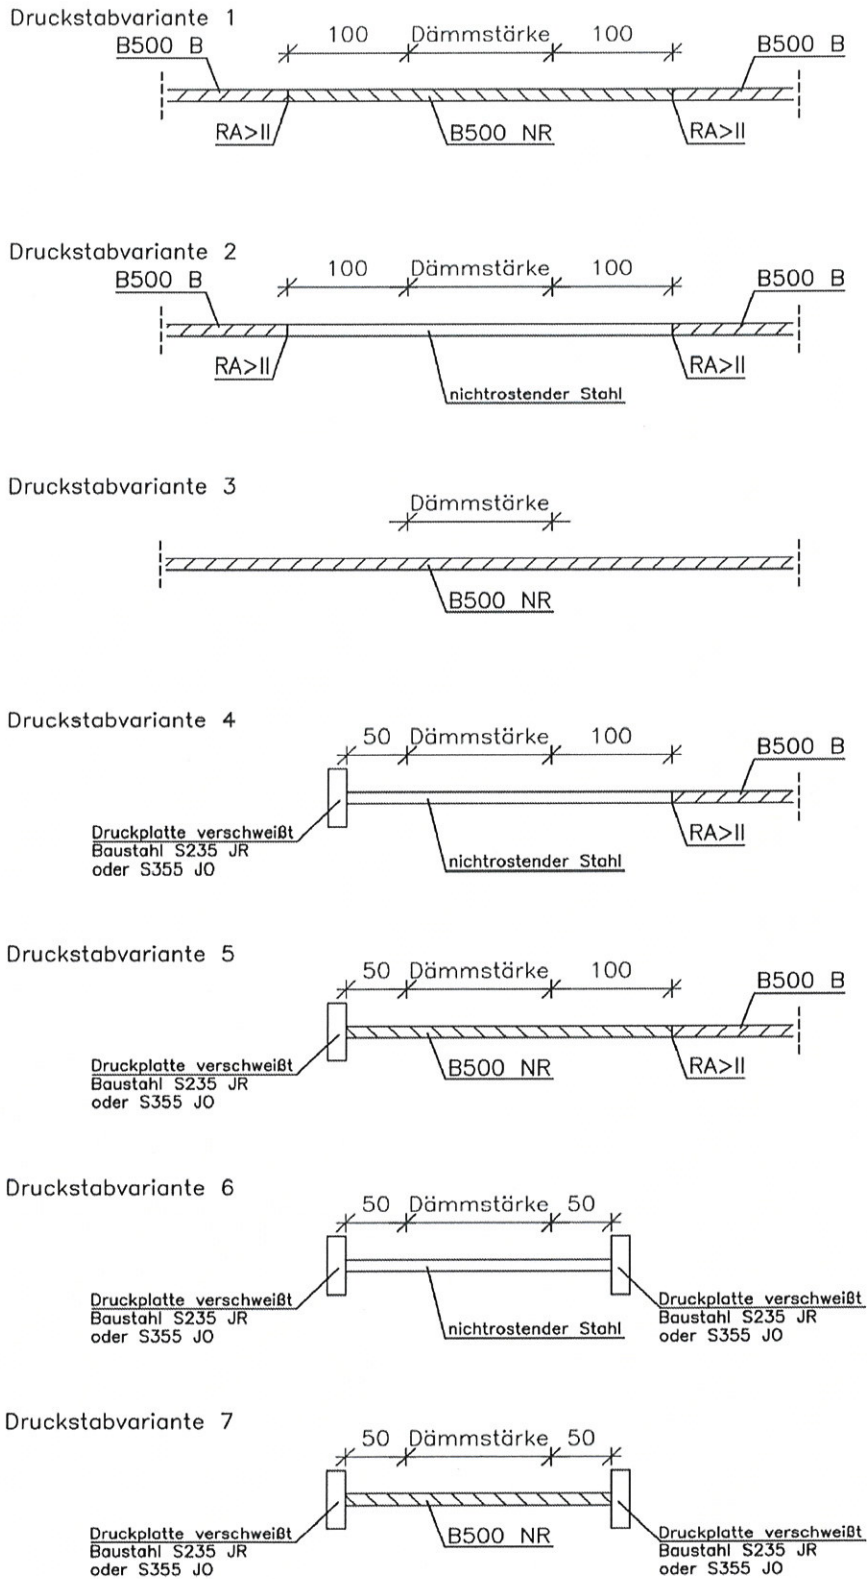 Druckstabvariante 1
100 Dämmstärke 100
B500 B
B500 B
RA>II
B500 NR
RA>II
Druckstabvariante 2
100 Dämmstärke 100
B500 B
B500 B
RA>II
RA>II
nichtrostender Stahl
Druckstabvariante 3
Dämmstärke
B500 NR
Druckstabvariante 4
50 Dämmstärke 100
B500 B
Druckplatte verschweißt
Baustahl S235 JR
oder S355 JO
RA>II
nichtrostender Stahl
Druckstabvariante 5
50 Dämmstärke 100
B500 B
Druckplatte verschweißt
Baustahl S235 JR
oder S355 JO
B500 NR
RA>II
Druckstabvariante 6
50 Dämmstärke 50
Druckplatte verschweißt
Baustahl S235 JR
oder S355 JO
nichtrostender Stahl
Druckplatte verschweißt
Baustahl S235 JR
oder S355 JO
Druckstabvariante 7
50 Dämmstärke 50
Druckplatte verschweißt
Baustahl S235 JR
oder S355 JO
B500 NR
Druckplatte verschweißt
Baustahl S235 JR
oder S355 JO